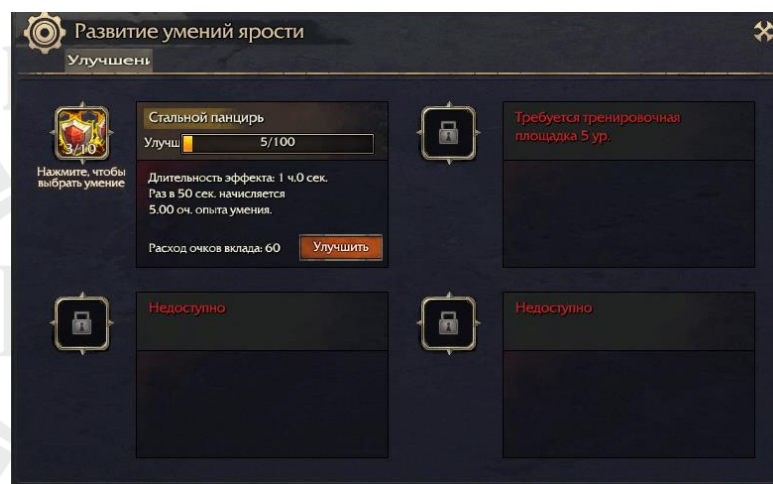 Развитие умений ярости
Улучшени
3/10
Нажмите, чтобы
выбрать умение
Стальной панцирь
Улучш 5/100
Длительность эффекта: 1 ч.0 сек.
Раз в 50 сек. начисляется
5.00 оч. опыта умения.
Расход очков вклада: 60 Улучшить
Требуется тренировочная
площадка 5 ур.
Недоступно
Недоступно